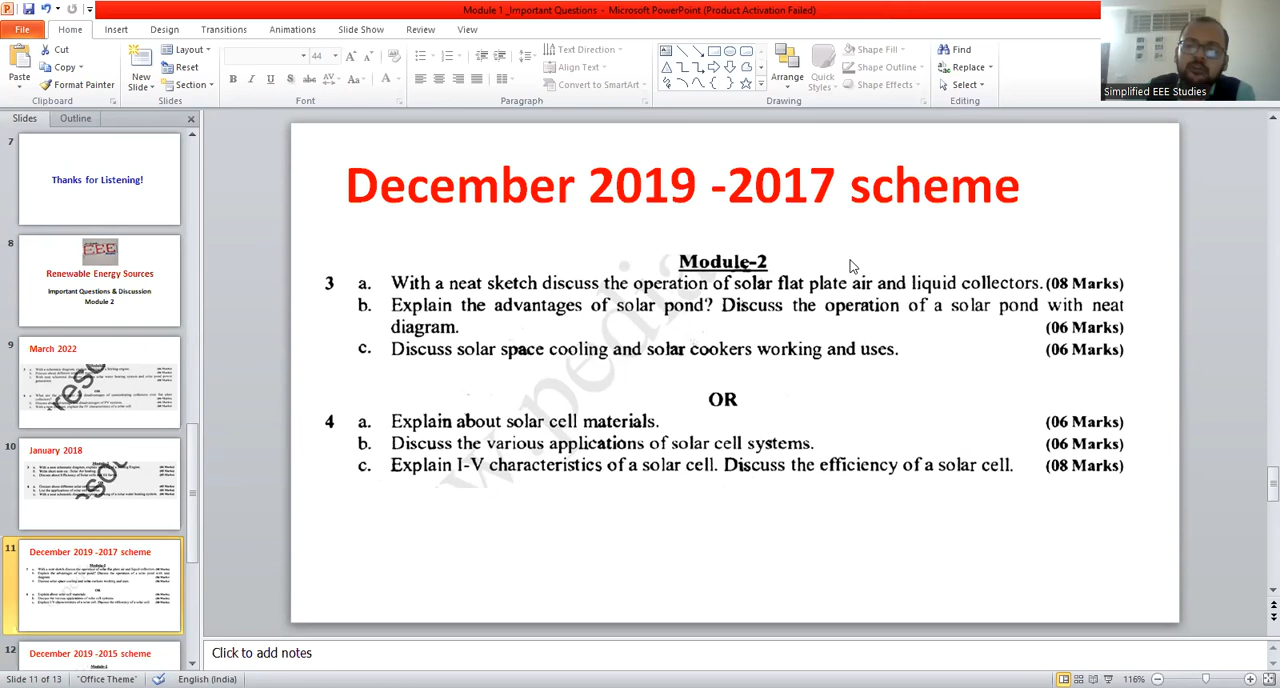 Module 1 _Important Questions - Microsoft PowerPoint (Product Activation Failed)
File Home Insert Design Transitions Animations Slide Show Review View
Paste
Cut
Copy
Format Painter
Clipboard
New Slide
Layout
Reset
Section
Slides
44
Font
Text Direction
Align Text
Convert to SmartArt
Paragraph
Arrange
Quick Styles
Shape Fill
Shape Outline
Shape Effects
Drawing
Find
Replace
Select
Editing
Simplified EEE Studies
Slides Outline
7
Thanks for Listening!
8
EEE
Renewable Energy Sources
Important Questions & Discussion
Module 2
9
March 2022
10
January 2018
11
December 2019 -2017 scheme
12
December 2019 -2015 scheme
December 2019 -2017 scheme
Module-2
3 a. With a neat sketch discuss the operation of solar flat plate air and liquid collectors. (08 Marks)
b. Explain the advantages of solar pond? Discuss the operation of a solar pond with neat
diagram. (06 Marks)
c. Discuss solar space cooling and solar cookers working and uses. (06 Marks)
OR
4 a. Explain about solar cell materials. (06 Marks)
b. Discuss the various applications of solar cell systems. (06 Marks)
c. Explain I-V characteristics of a solar cell. Discuss the efficiency of a solar cell. (08 Marks)
Click to add notes
Slide 11 of 13 "Office Theme" English (India) 116%